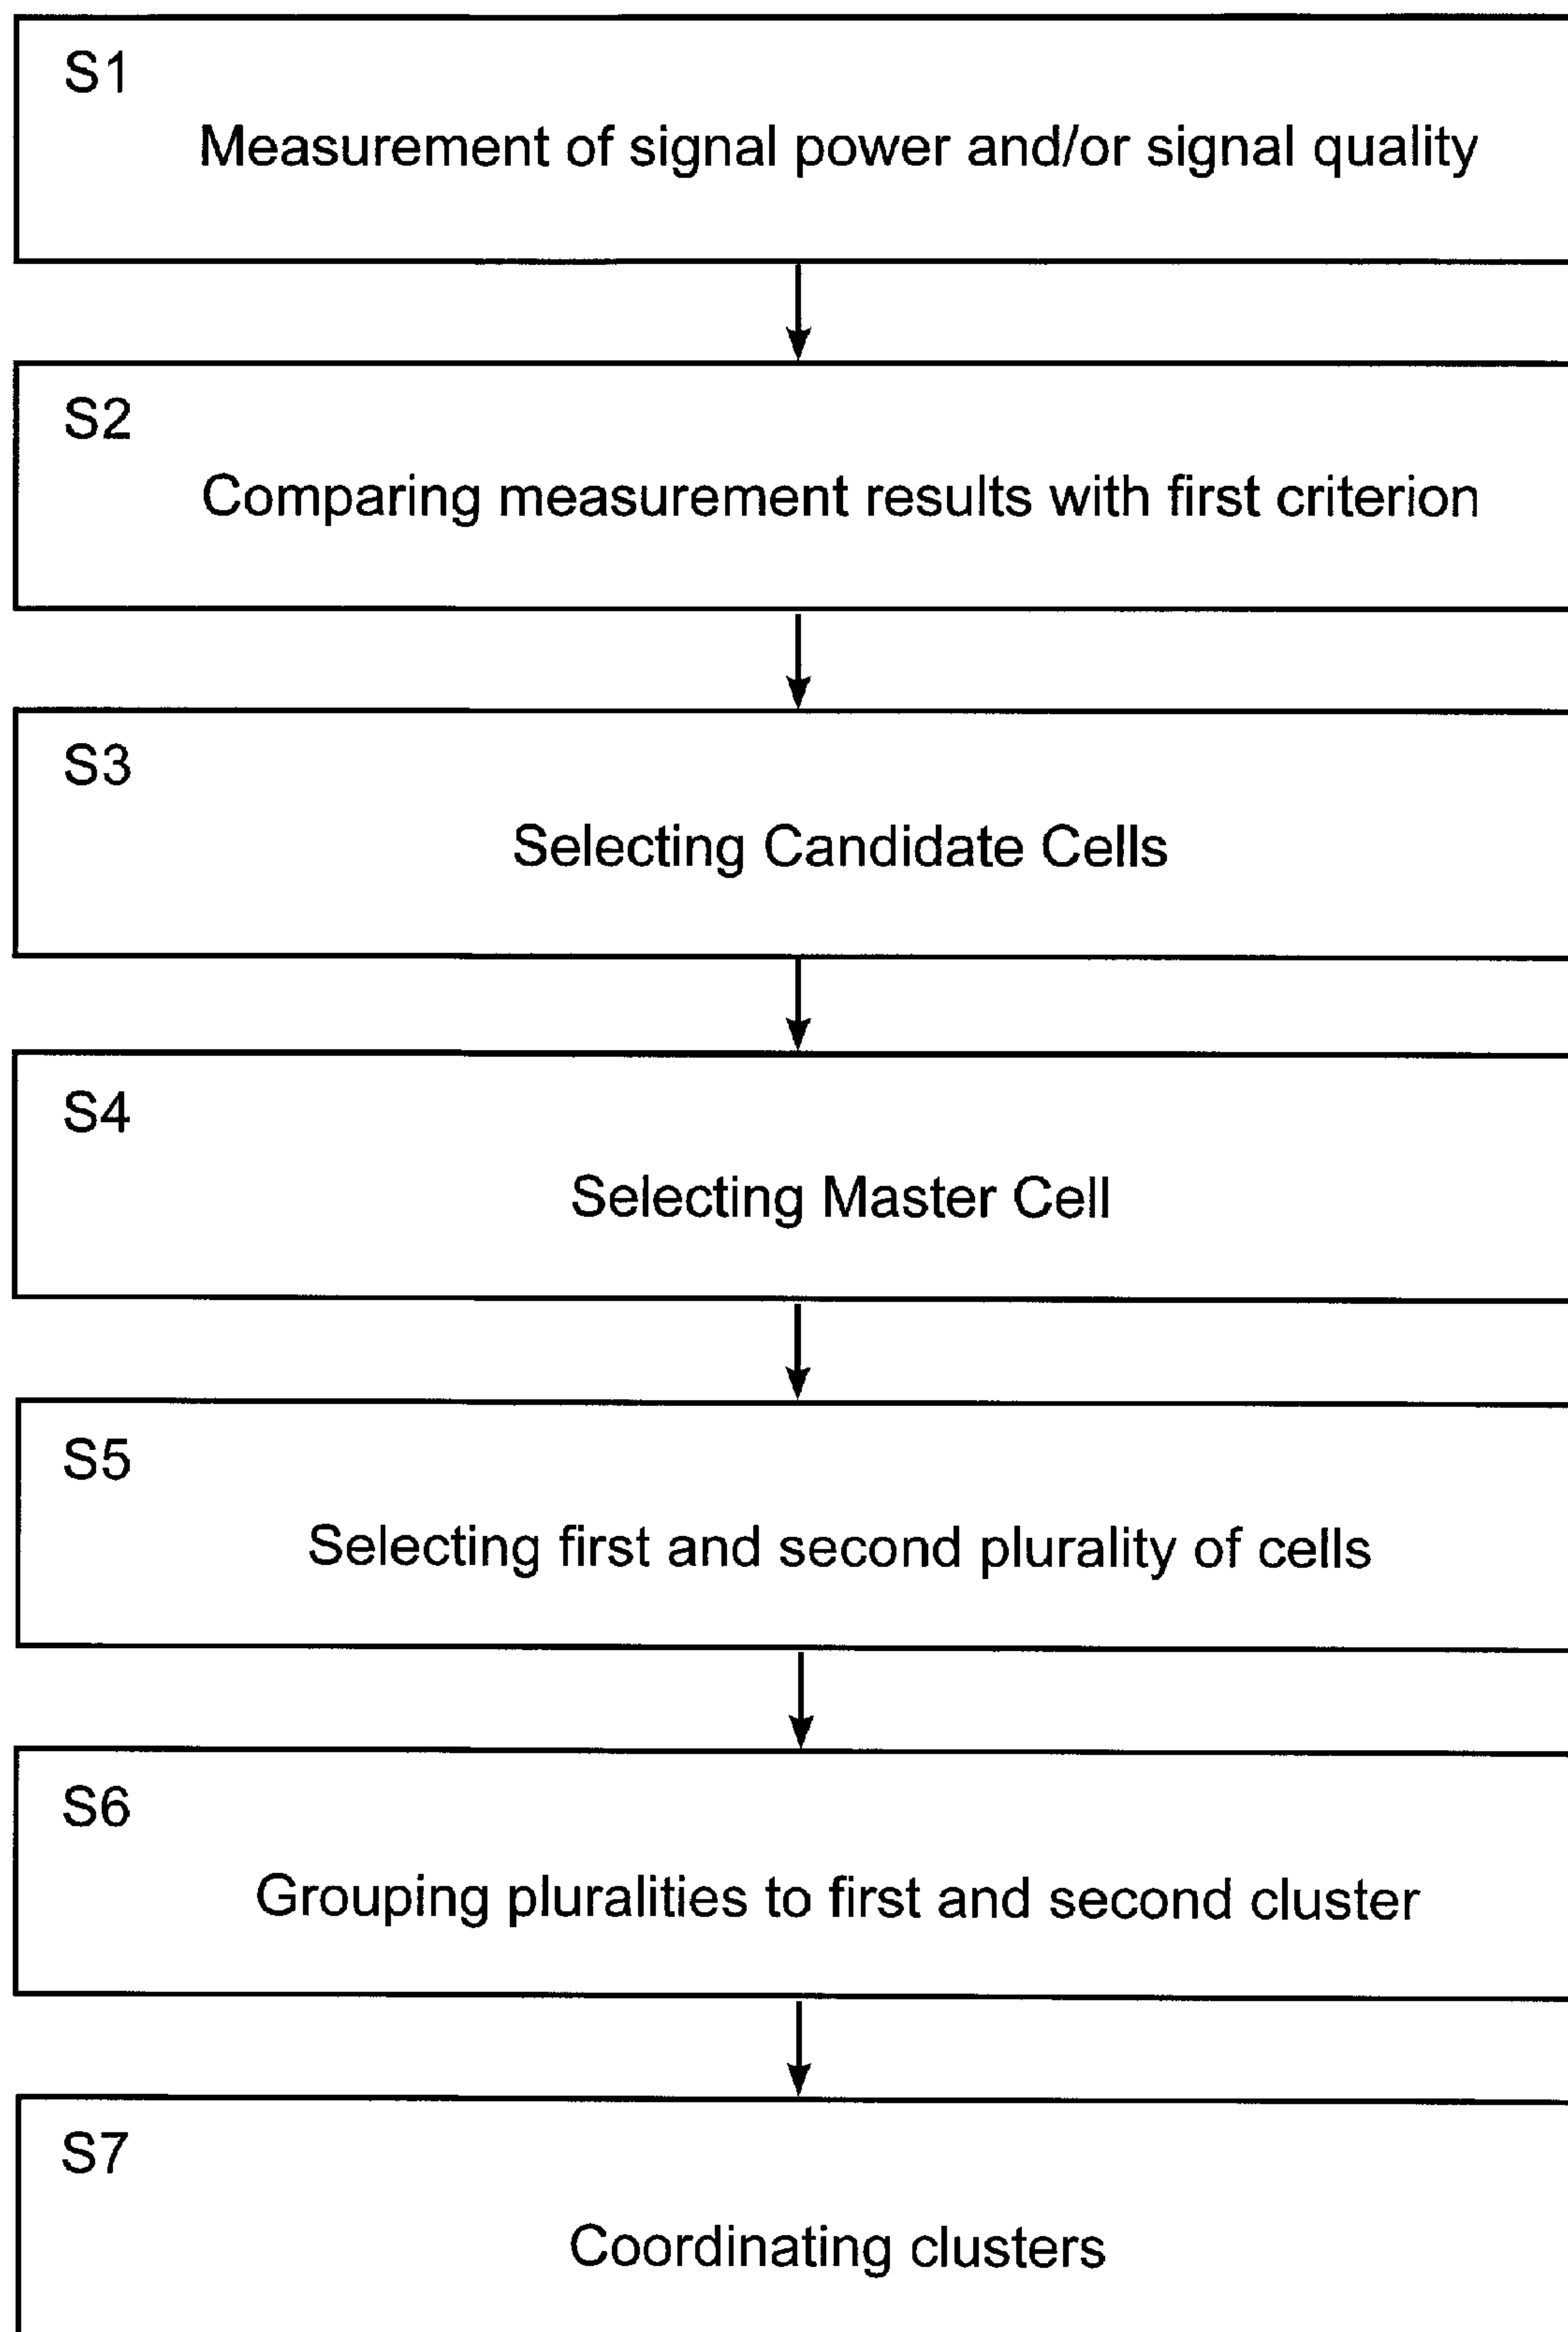 S1
Measurement of signal power and/or signal quality
S2
Comparing measurement results with first criterion
S3
Selecting Candidate Cells
S4
Selecting Master Cell
S5
Selecting first and second plurality of cells
S6
Grouping pluralities to first and second cluster
S7
Coordinating clusters